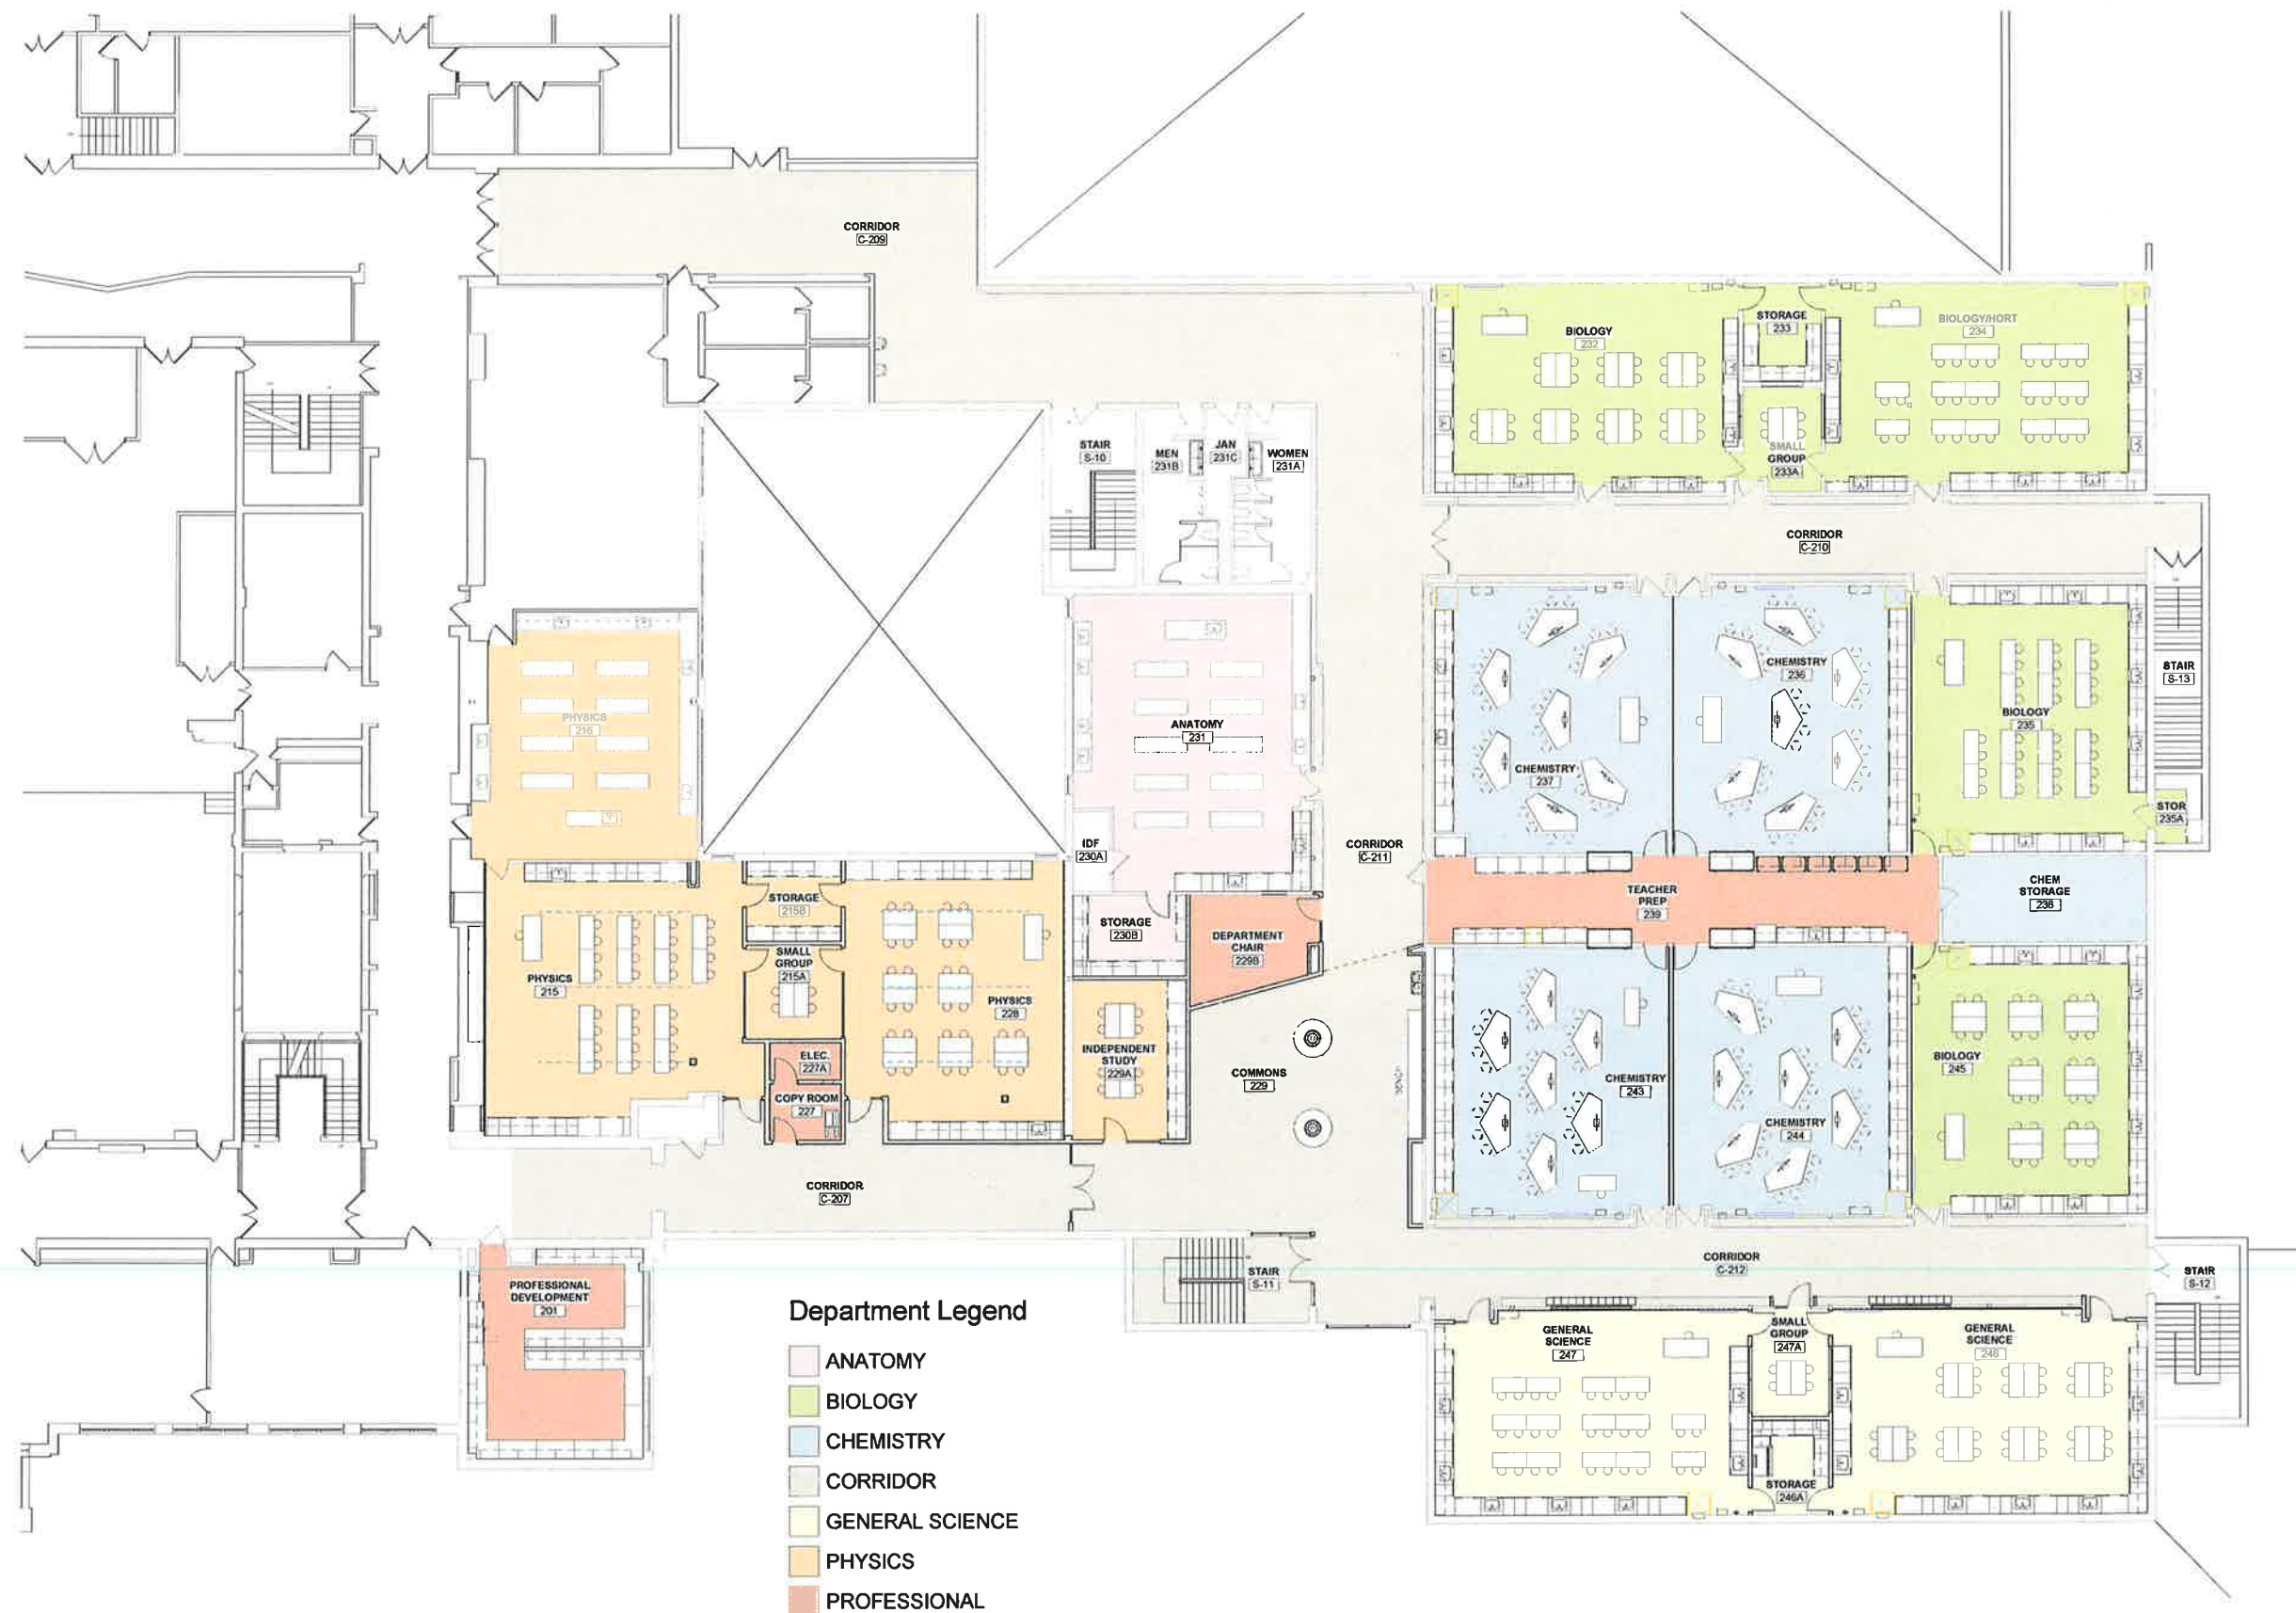 CORRIDOR
C-209
BIOLOGY
232
STORAGE
233
BIOLOGY/HORT
234
SMALL
GROUP
233A
STAIR
S-10
MEN
231B
JAN
231C
WOMEN
231A
CORRIDOR
C-210
PHYSICS
216
ANATOMY
231
CHEMISTRY
236
CHEMISTRY
237
BIOLOGY
235
STAIR
S-13
STOR
235A
IDF
230A
CORRIDOR
C-211
STORAGE
215B
STORAGE
230B
DEPARTMENT
CHAIR
229B
TEACHER
PREP
239
CHEM
STORAGE
238
PHYSICS
215
SMALL
GROUP
215A
PHYSICS
228
INDEPENDENT
STUDY
229A
ELEC.
227A
COPY ROOM
227
COMMONS
229
BENCH
CHEMISTRY
243
CHEMISTRY
244
BIOLOGY
245
CORRIDOR
C-207
PROFESSIONAL
DEVELOPMENT
201
STAIR
S-11
CORRIDOR
C-212
STAIR
S-12
GENERAL
SCIENCE
247
SMALL
GROUP
247A
GENERAL
SCIENCE
246
STORAGE
246A
Department Legend
ANATOMY
BIOLOGY
CHEMISTRY
CORRIDOR
GENERAL SCIENCE
PHYSICS
PROFESSIONAL